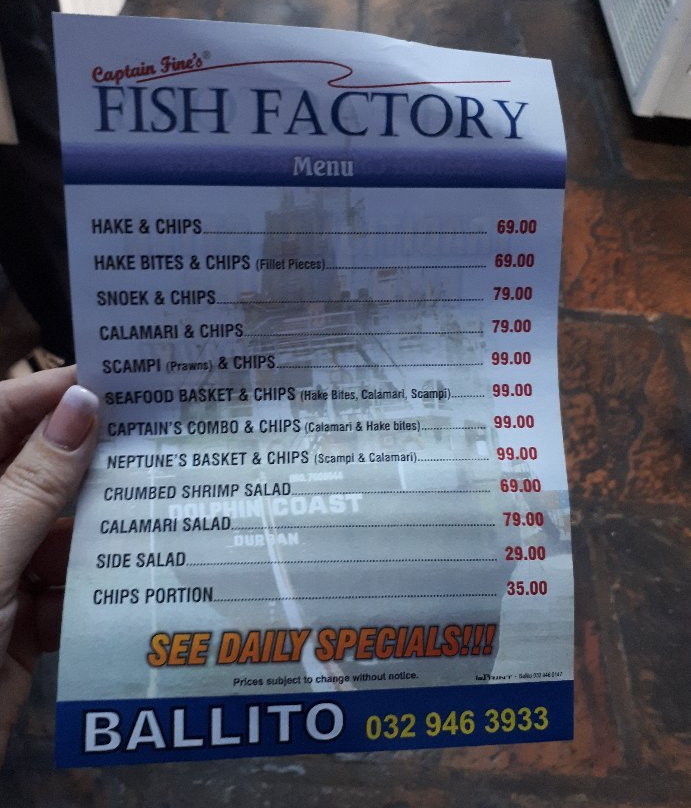 Captain Fine's®
FISH FACTORY
Menu
HAKE & CHIPS 69.00
HAKE BITES & CHIPS (Fillet Pieces) 69.00
SNOEK & CHIPS 79.00
CALAMARI & CHIPS 79.00
SCAMPI (Prawns) & CHIPS 99.00
SEAFOOD BASKET & CHIPS (Hake Bites, Calamari, Scampi) 99.00
CAPTAIN'S COMBO & CHIPS (Calamari & Hake bites) 99.00
NEPTUNE'S BASKET & CHIPS (Scampi & Calamari) 99.00
CRUMBED SHRIMP SALAD 69.00
DOLPHIN COAST
CALAMARI SALAD 79.00
DURBAN
SIDE SALAD 29.00
CHIPS PORTION 35.00
SEE DAILY SPECIALS!!!
Prices subject to change without notice.
BALLITO 032 946 3933